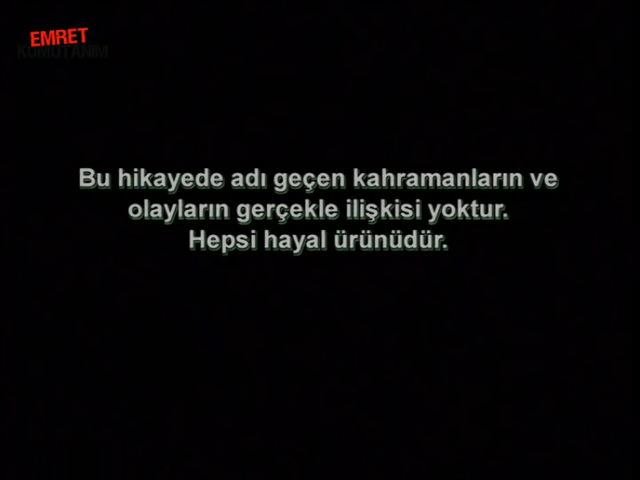 EMRET
KOMUTANIM
Bu hikayede adı geçen kahramanların ve
olayların gerçekle ilişkisi yoktur.
Hepsi hayal ürünüdür.